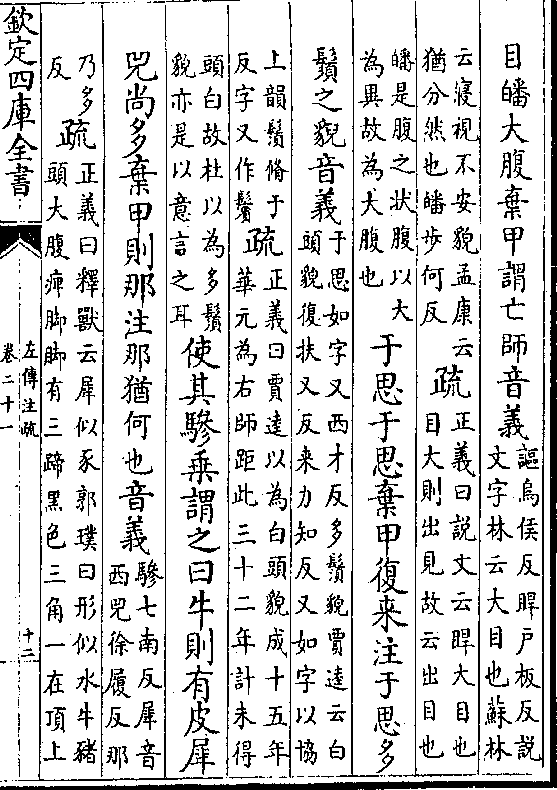 目皤大腹棄甲謂亡師音義謳烏侯反睅戶板反説
文字林云大目也蘇林
云寢視不安貌孟康云
猶分然也皤步何反
疏正義曰説文云睅大目也
目大則出見故云出目也
皤是腹之状腹以大
為異故為大腹也
于思于思棄甲復来注于思多
鬚之貌音義于思如字又西才反多鬚貌賈逵云白
頭貌復扶又反来力知反又如字以協
上韻鬚脩于
反字又作鬢
疏正義曰賈逵以為白頭貌成十五年
華元為右師距此三十二年計未得
頭白故杜以為多鬚
貌亦是以意言之耳
使其驂乗謂之曰牛則有皮犀
兕尚多棄甲則那注那猶何也音義驂七南反犀音
西兕徐履反那
乃多
反
疏正義曰釋獸云犀似豕郭璞曰形似水牛豬
頭大腹痺脚脚有三蹄黑色三角一在頂上
欽定四庫全書
左傳注疏
卷二十一
十二